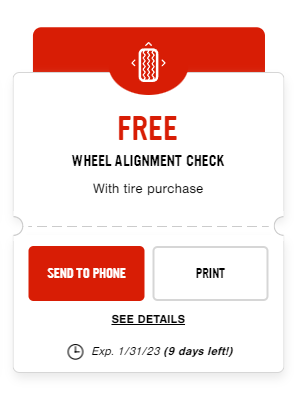 FREE
WHEEL ALIGNMENT CHECK
With tire purchase
SEND TO PHONE
PRINT
SEE DETAILS
Exp. 1/31/23 (9 days left!)